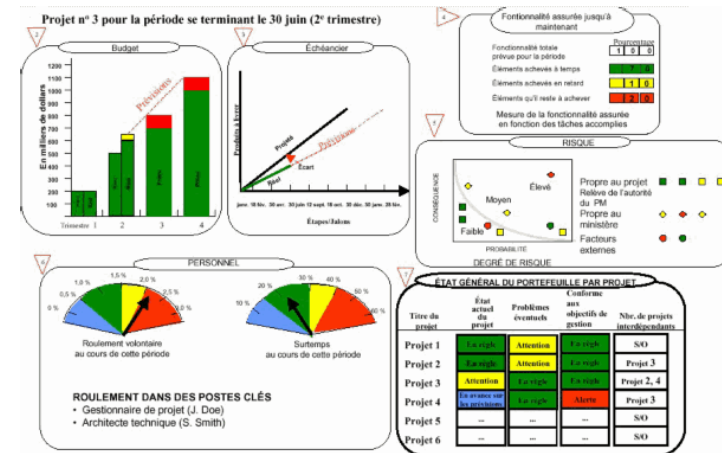 Projet nº 3 pour la période se terminant le 30 juin (2e trimestre)
2
Budget
En milliers de dollars
1200
1100
1000
900
800
700
600
500
400
300
200
100
Prévisions
Trimestre 1 2 3 4
3
Échéancier
Produits à livrer
Projeté
Prévisions
Écart
Réel
Étapes/Jalons
4
Fontionnalité assurée jusqu'à
maintenant
Pourcentage
Fonctionnalité totale
prévue pour la période
1 0 0
Éléments achevés à temps
7 0
Éléments achevés en retard
1 0
Éléments qu'il reste à achever
2 0
Mesure de la fonctionnalité assurée
en fonction des tâches accomplies
5
RISQUE
CONSÉQUENCE
Élevé
Moyen
Faible
PROBABILITÉ
DEGRÉ DE RISQUE
Propre au projet
Relève de l'autorité
du PM
Propre au
ministère
Facteurs
externes
6
PERSONNEL
0,5 %
1,0 %
1,5 %
2.0 %
2.5 %
3.0 %
Roulement volontaire
au cours de cette période
10 %
20 %
Surtemps
au cours de cette période
ROULEMENT DANS DES POSTES CLÉS
• Gestionnaire de projet (J. Doe)
• Architecte technique (S. Smith)
7
ÉTAT GÉNÉRAL DU PORTEFEUILLE PAR PROJET
Titre du projet
État actuel du projet
Problèmes éventuels
Conforme aux objectifs de gestion
Nbr. de projets interdépendants
Projet 1 En règle Attention En règle S/O
Projet 2 En règle Attention En règle Projet 3
Projet 3 Attention En règle En règle Projet 2, 4
Projet 4 En avance sur les prévisions En règle Alerte Projet 3
Projet 5 ... ... ... S/O
Projet 6 ... ... ... S/O